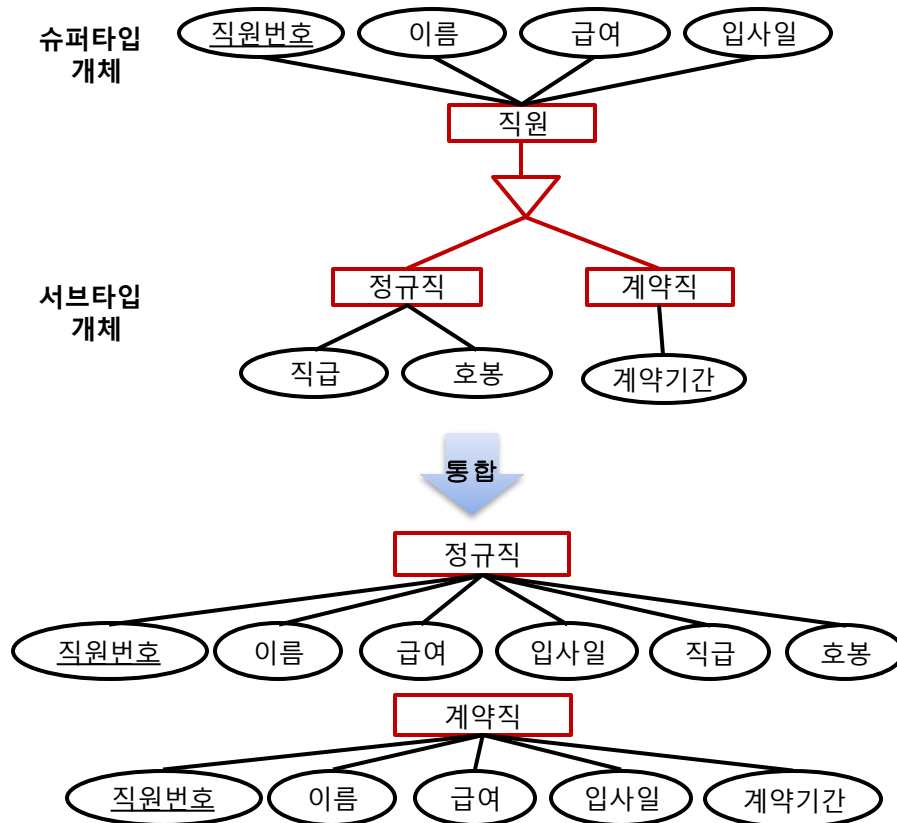 슈퍼타입
개체
직원번호 이름 급여 입사일
직원
서브타입
개체
정규직 계약직
직급 호봉 계약기간
통합
정규직
직원번호 이름 급여 입사일 직급 호봉
계약직
직원번호 이름 급여 입사일 계약기간